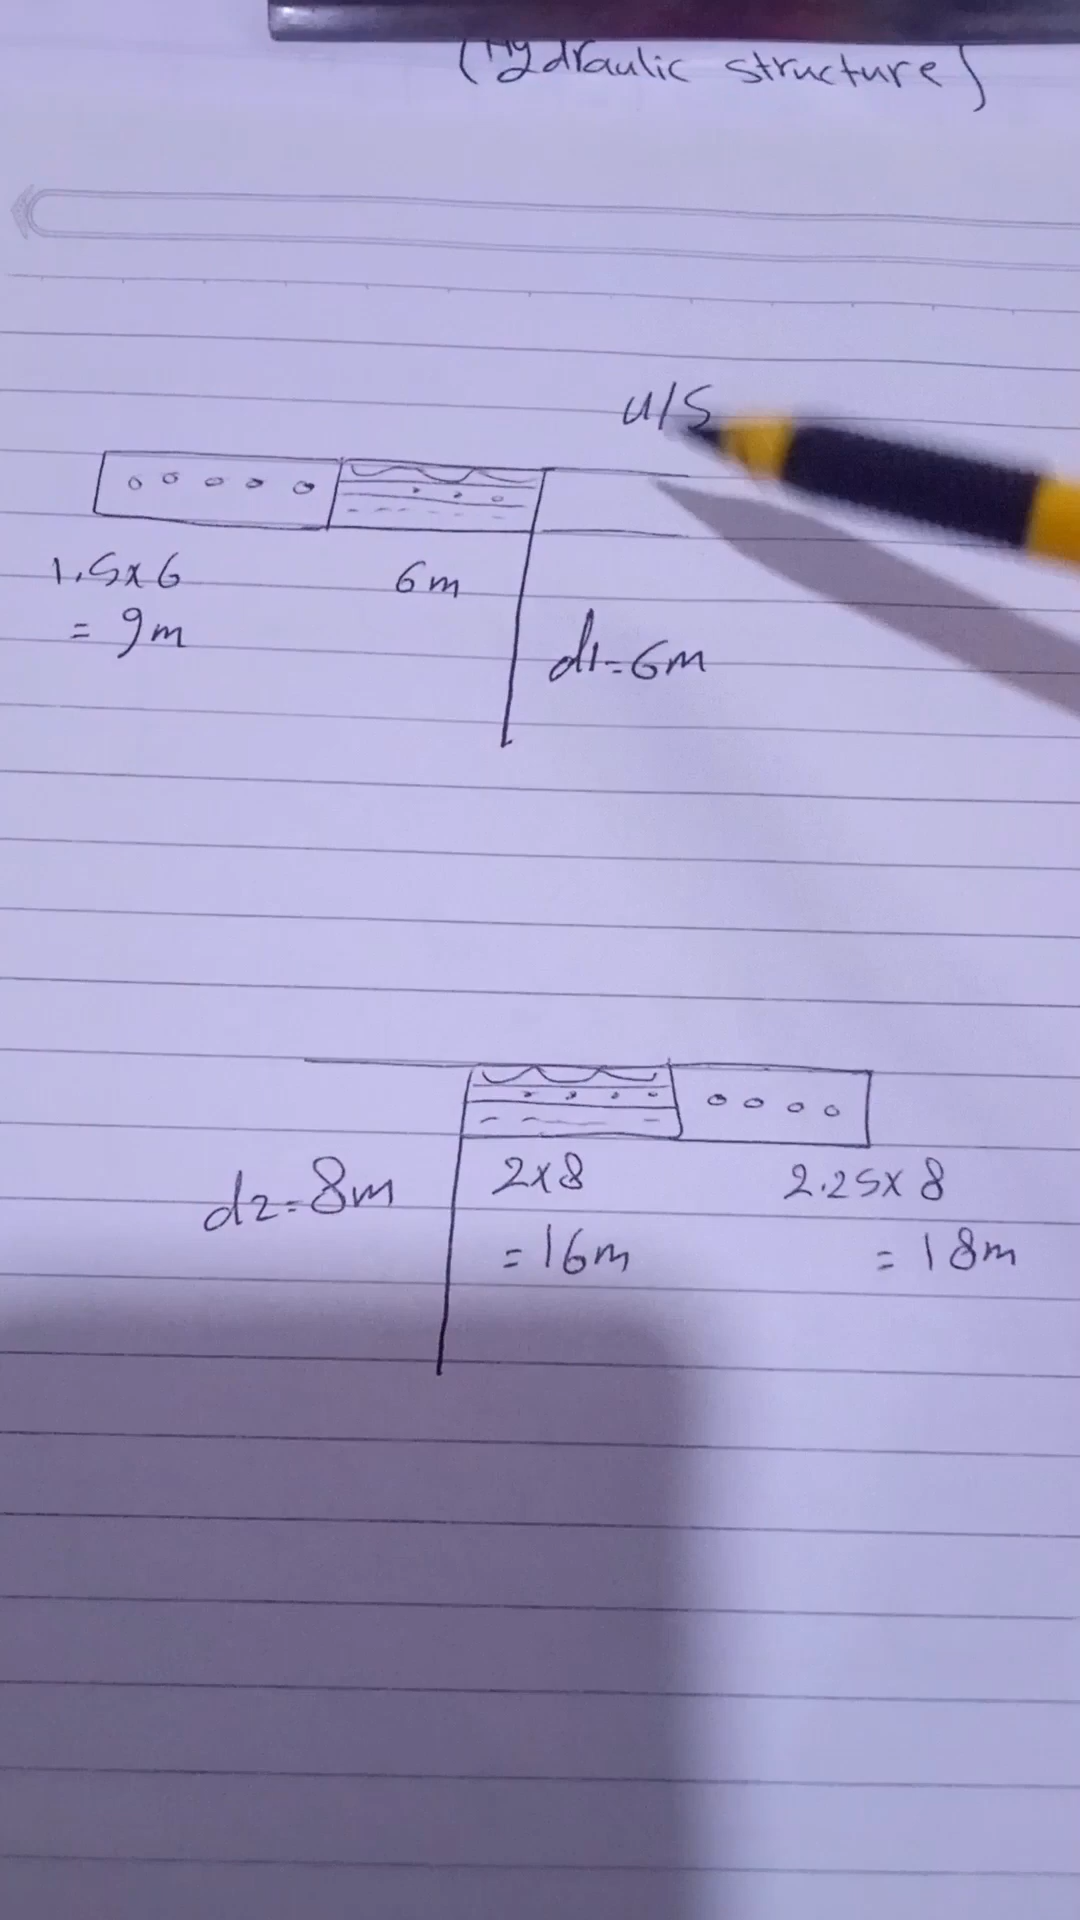 (Hydraulic structure)
u/s
1.5x6
= 9m
6m
d1=6m
d2=8m
2x8
=16m
2.25x8
=18m